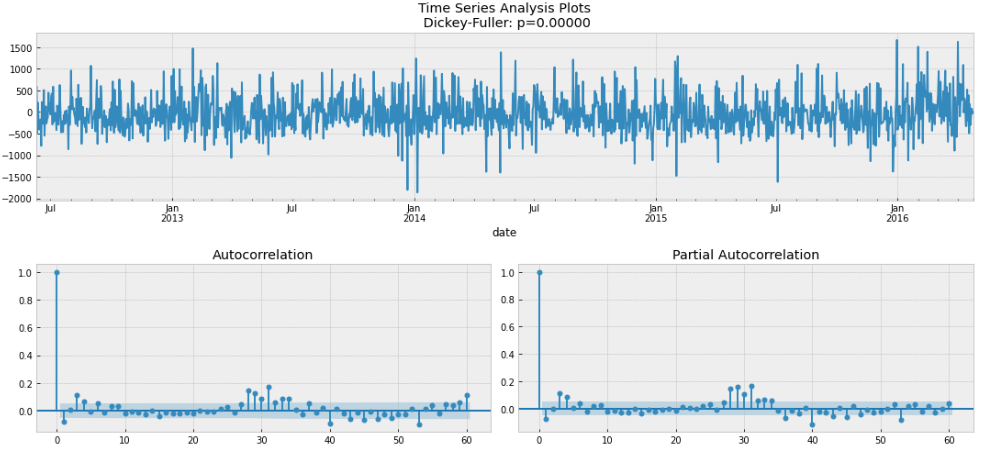 Time Series Analysis Plots
Dickey-Fuller: p=0.00000
1500
1000
500
0
−500
−1000
−1500
−2000
Jul
Jan
2013
Jul
Jan
2014
Jul
Jan
2015
Jul
Jan
2016
date
Autocorrelation
1.0
0.8
0.6
0.4
0.2
0.0
0
10
20
30
40
50
60
Partial Autocorrelation
1.0
0.8
0.6
0.4
0.2
0.0
0
10
20
30
40
50
60